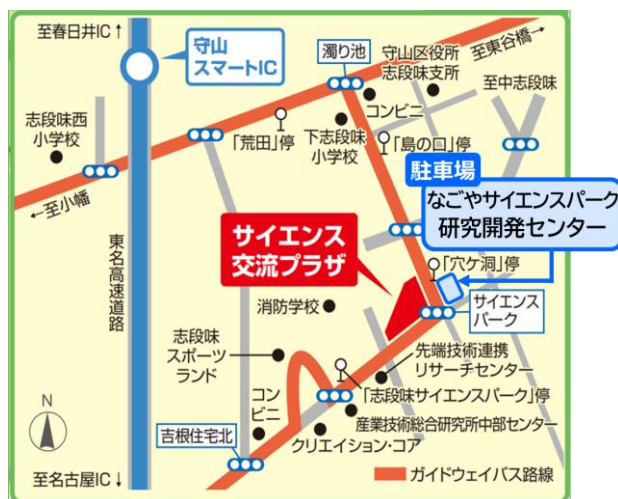 至春日井IC↑
守山
スマートIC
濁り池
守山区役所
志段味支所
至東谷橋→
至中志段味
コンビニ
志段味西
小学校
「荒田」停
下志段味
小学校
「島の口」停
駐車場
なごやサイエンスパーク
研究開発センター
←至小幡
東名高速道路
サイエンス
交流プラザ
「穴ケ洞」停
サイエンス
パーク
消防学校
志段味
スポーツ
ランド
先端技術連携
リサーチセンター
コン
ビニ
「志段味サイエンスパーク」停
産業技術総合研究所中部センター
クリエイション・コア
吉根住宅北
N
至名古屋IC↓
ガイドウェイバス路線